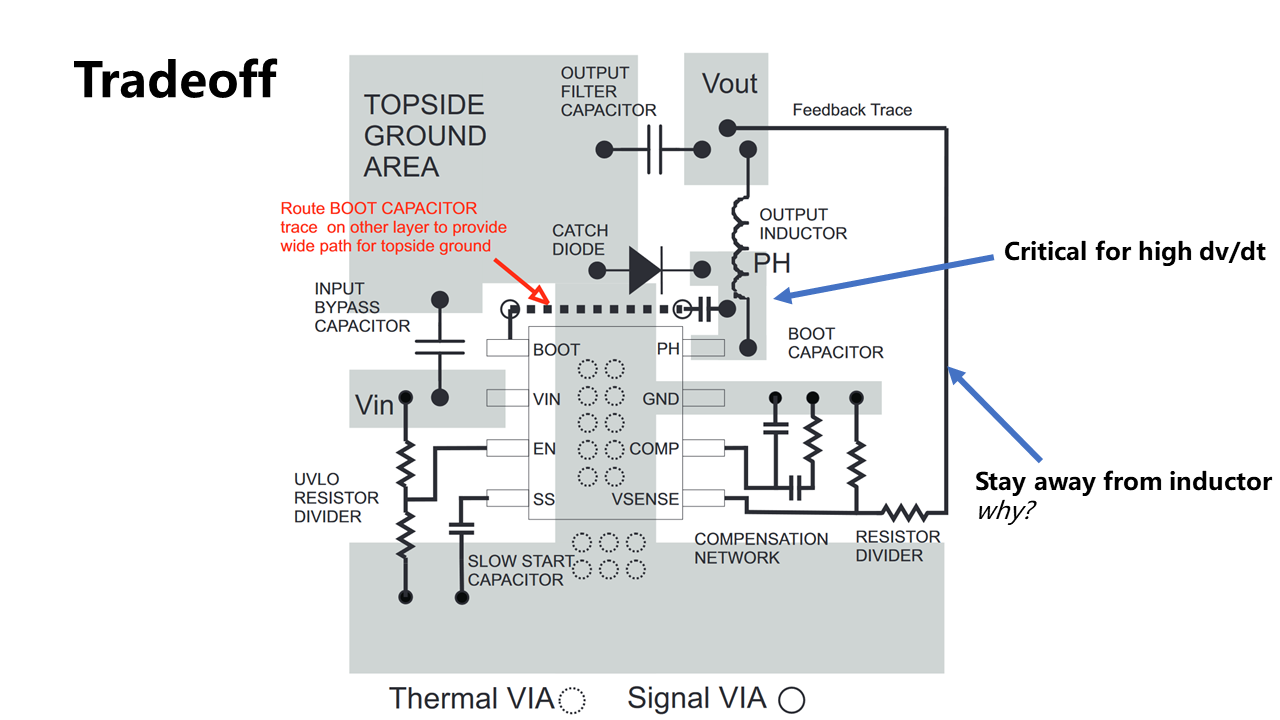 Tradeoff
TOPSIDE
GROUND
AREA
OUTPUT
FILTER
CAPACITOR
Vout
Feedback Trace
Route BOOT CAPACITOR
trace on other layer to provide
wide path for topside ground
CATCH
DIODE
OUTPUT
INDUCTOR
PH
Critical for high dv/dt
INPUT
BYPASS
CAPACITOR
BOOT
CAPACITOR
BOOT
PH
Vin
VIN
GND
EN
COMP
SS
VSENSE
UVLO
RESISTOR
DIVIDER
Stay away from inductor
why?
SLOW START
CAPACITOR
COMPENSATION
NETWORK
RESISTOR
DIVIDER
Thermal VIA
Signal VIA